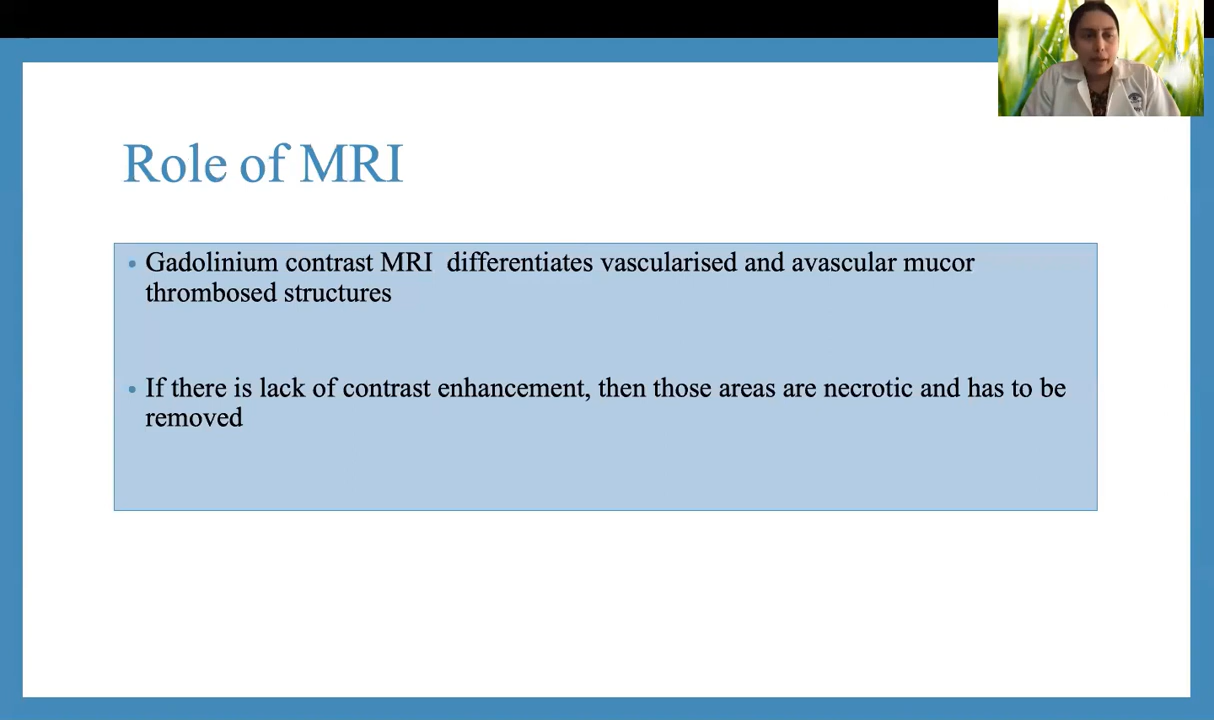 Role of MRI
• Gadolinium contrast MRI differentiates vascularised and avascular mucor
thrombosed structures
• If there is lack of contrast enhancement, then those areas are necrotic and has to be
removed